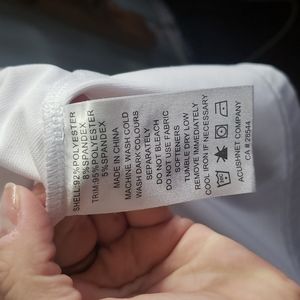 SHELL:92%POLYESTER
8%SPANDEX
TRIM:95%POLYESTER
5%SPANDEX
MADE IN CHINA
MACHINE WASH COLD
WASH DARK COLOURS
SEPARATELY
DO NOT BLEACH
DO NOT USE FABRIC
SOFTENERS
TUMBLE DRY LOW
REMOVE IMMEDIATELY
COOL IRON IF NECESSARY
ACUSHNET COMPANY
CA# 26544